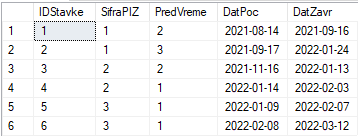 IDStavke SifraPIZ PredVreme DatPoc DatZavr
1 1 1 2 2021-08-14 2021-09-16
2 2 1 3 2021-09-17 2022-01-24
3 3 2 2 2021-11-16 2022-01-13
4 4 2 1 2022-01-14 2022-02-03
5 5 3 1 2022-01-09 2022-02-07
6 6 3 1 2022-02-08 2022-03-12